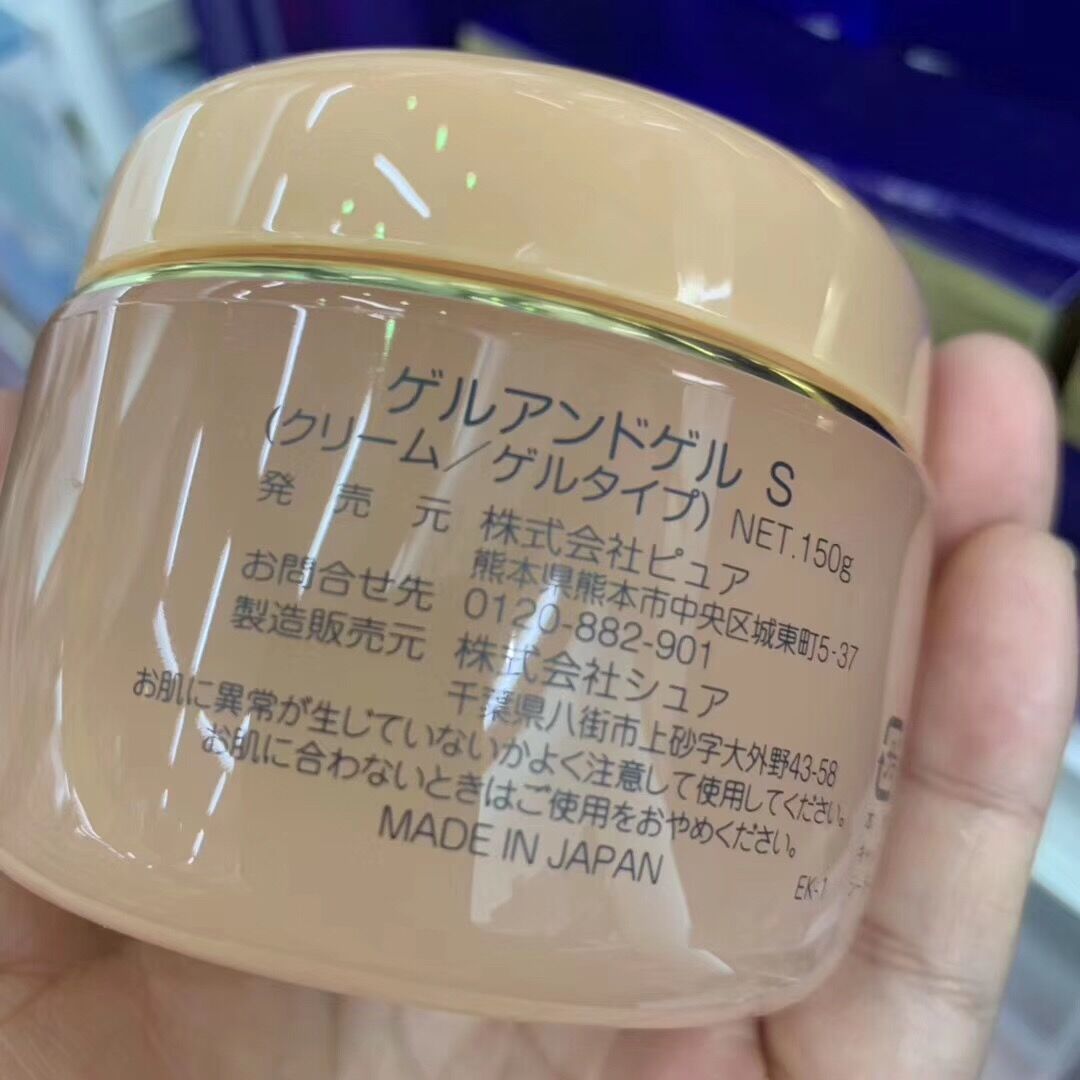 ゲルアンドゲル S
(クリーム/ゲルタイプ) NET.150g
発売元 株式会社ピュア
熊本県熊本市中央区城東町5-37
お問合せ先 0120-882-901
製造販売元 株式会社シュア
千葉県八街市上砂字大外野43-58
お肌に異常が生じていないかよく注意して使用してください。
お肌に合わないときはご使用をおやめください。
MADE IN JAPAN
EK-1